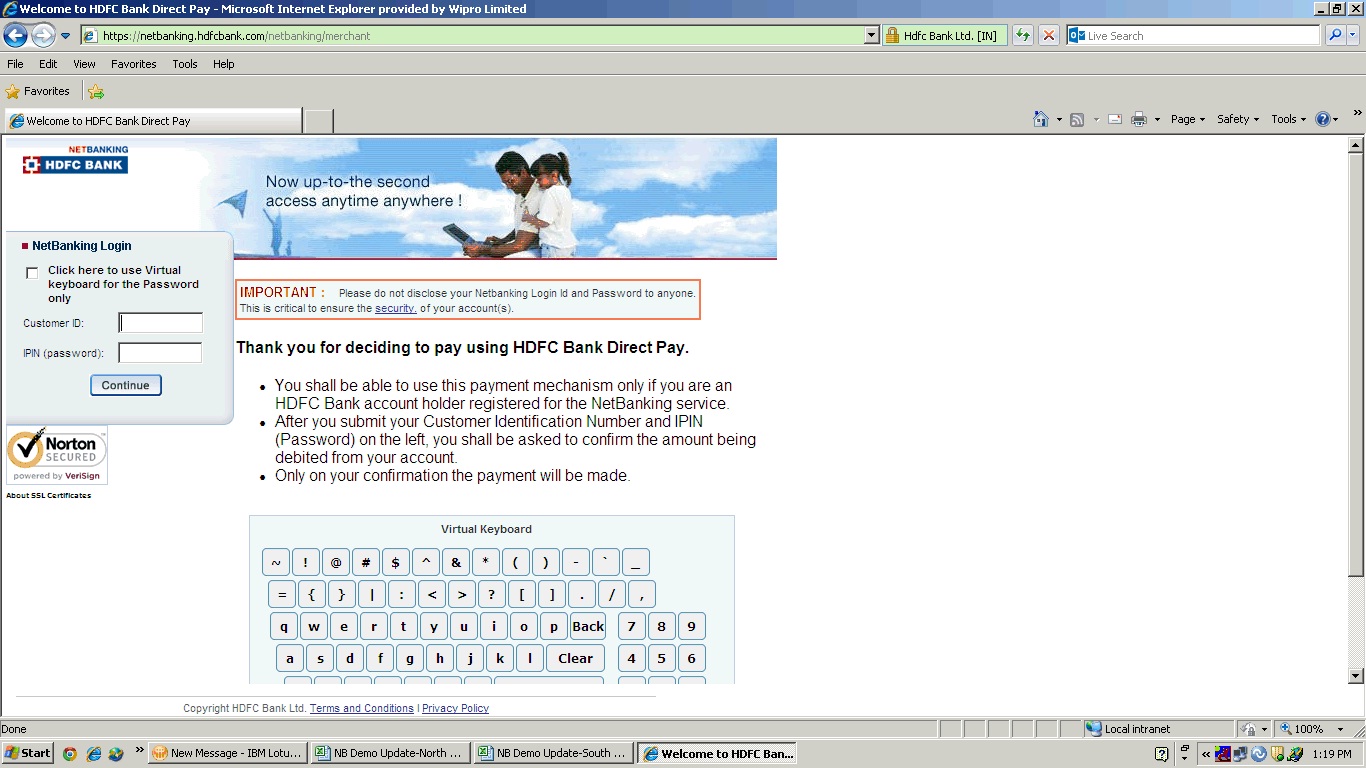 Welcome to HDFC Bank Direct Pay - Microsoft Internet Explorer provided by Wipro Limited
https://netbanking.hdfcbank.com/netbanking/merchant
Hdfc Bank Ltd. [IN]
Live Search
File Edit View Favorites Tools Help
Favorites
Welcome to HDFC Bank Direct Pay
Page Safety Tools
NETBANKING
HDFC BANK
Now up-to-the second
access anytime anywhere !
NetBanking Login
Click here to use Virtual
keyboard for the Password
only
Customer ID:
IPIN (password):
Continue
Norton
SECURED
powered by VeriSign
About SSL Certificates
IMPORTANT : Please do not disclose your Netbanking Login Id and Password to anyone.
This is critical to ensure the security. of your account(s).
Thank you for deciding to pay using HDFC Bank Direct Pay.
• You shall be able to use this payment mechanism only if you are an
HDFC Bank account holder registered for the NetBanking service.
• After you submit your Customer Identification Number and IPIN
(Password) on the left, you shall be asked to confirm the amount being
debited from your account.
• Only on your confirmation the payment will be made.
Virtual Keyboard
~ ! @ # $ ^ & * ( ) - ` _
= { } | : < > ? [ ] . / ,
q w e r t y u i o p Back 7 8 9
a s d f g h j k l Clear 4 5 6
Copyright HDFC Bank Ltd. Terms and Conditions | Privacy Policy
Done
Local intranet
100%
Start
New Message - IBM Lotu...
NB Demo Update-North ...
NB Demo Update-South ...
Welcome to HDFC Ban...
1:19 PM